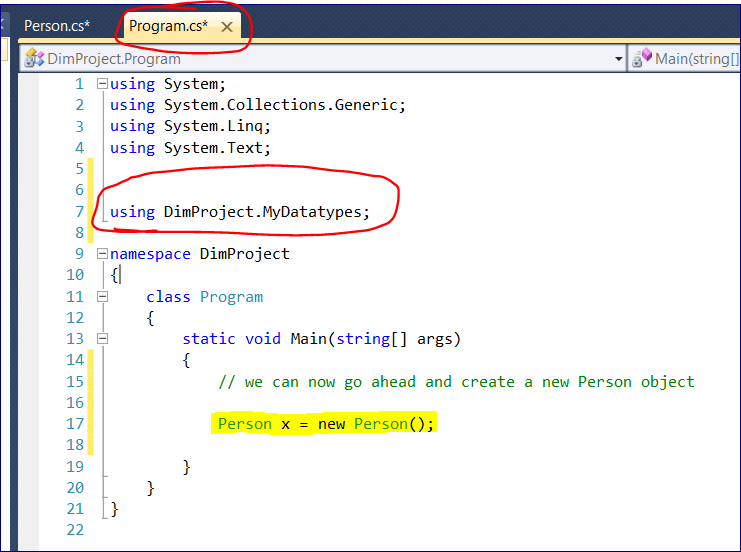 Person.cs* Program.cs*
DimProject.Program Main(string[]
1 using System;
2 using System.Collections.Generic;
3 using System.Linq;
4 using System.Text;
5
6
7 using DimProject.MyDatatypes;
8
9 namespace DimProject
10 {
11 class Program
12 {
13 static void Main(string[] args)
14 {
15 // we can now go ahead and create a new Person object
16
17 Person x = new Person();
18
19 }
20 }
21 }
22